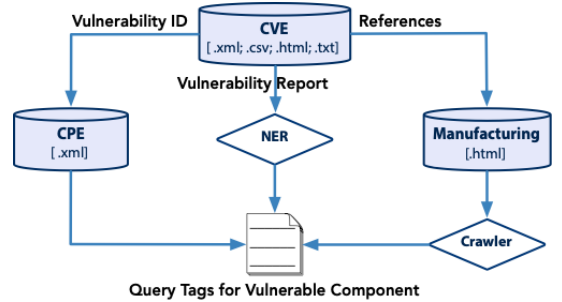 Vulnerability ID
CVE
References
[ .xml; .csv; .html; .txt]
Vulnerability Report
CPE
[ .xml]
NER
Manufacturing
[.html]
Crawler
Query Tags for Vulnerable Component